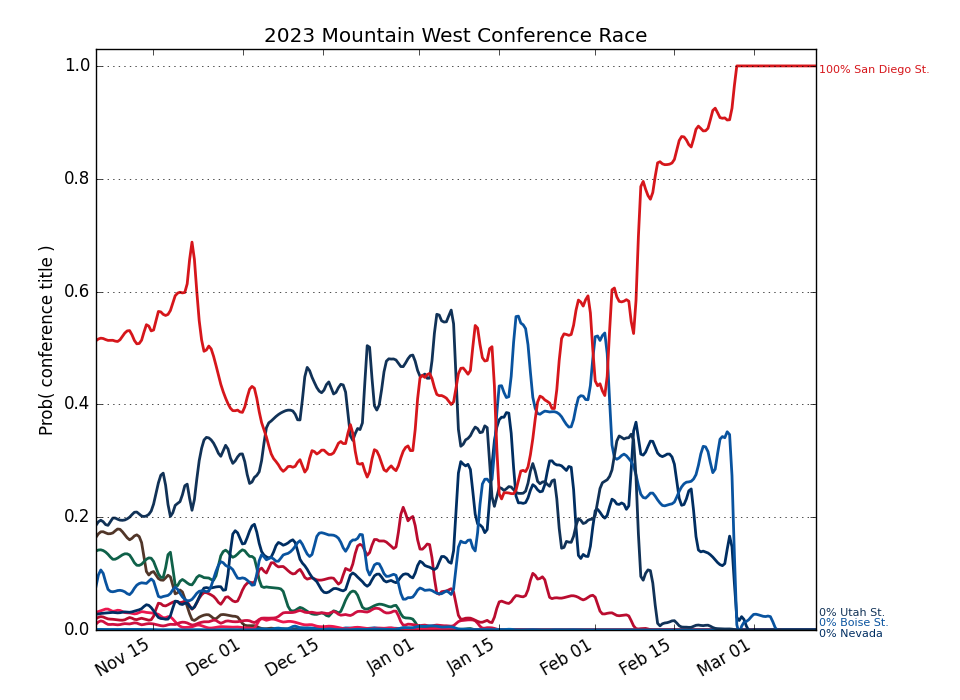 2023 Mountain West Conference Race
1.0
0.8
0.6
0.4
0.2
0.0
Prob( conference title )
Nov 15
Dec 01
Dec 15
Jan 01
Jan 15
Feb 01
Feb 15
Mar 01
100% San Diego St.
0% Utah St.
0% Boise St.
0% Nevada